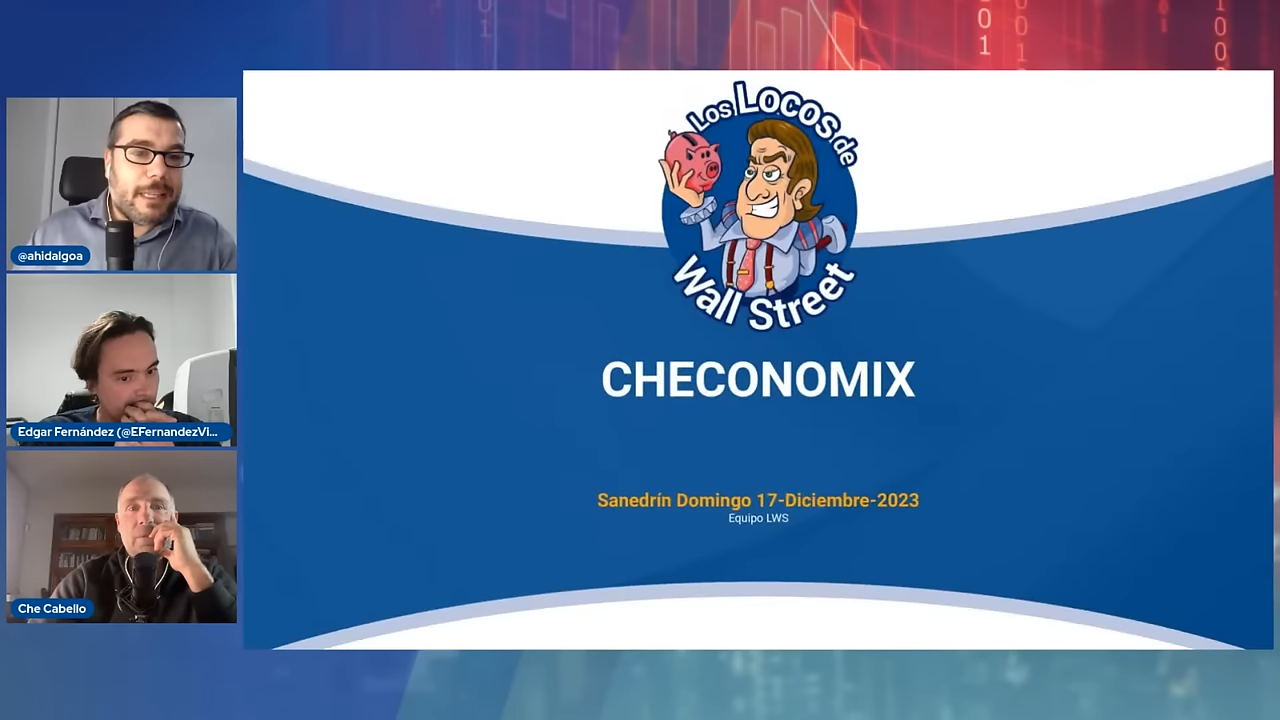 @ahidalgoa
Edgar Fernández (@EFernandezVi...
Che Cabello
Los Locos de
Wall Street
CHECONOMIX
Sanedrín Domingo 17-Diciembre-2023
Equipo LWS